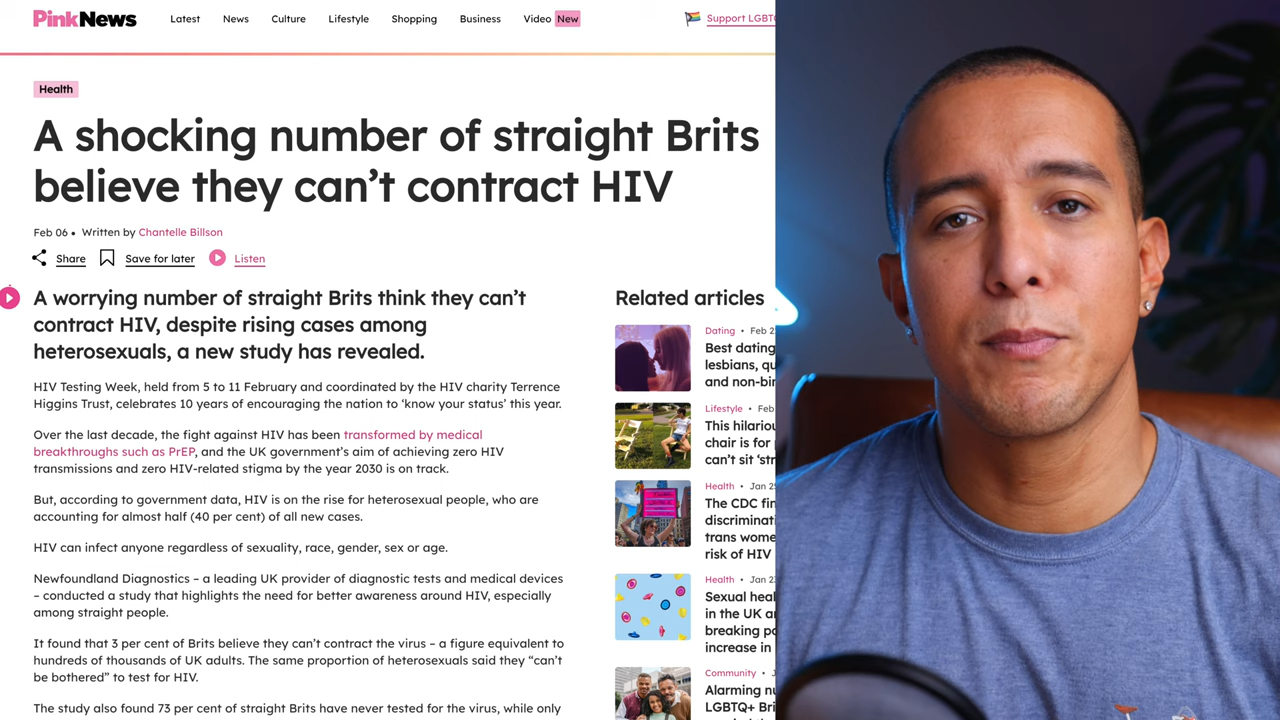 PinkNews
Latest
News
Culture
Lifestyle
Shopping
Business
Video New
Support LGBTQ
Health
A shocking number of straight Brits
believe they can’t contract HIV
Feb 06 • Written by Chantelle Billson
Share
Save for later
Listen
A worrying number of straight Brits think they can’t
contract HIV, despite rising cases among
heterosexuals, a new study has revealed.
HIV Testing Week, held from 5 to 11 February and coordinated by the HIV charity Terrence
Higgins Trust, celebrates 10 years of encouraging the nation to ‘know your status’ this year.
Over the last decade, the fight against HIV has been transformed by medical
breakthroughs such as PrEP, and the UK government’s aim of achieving zero HIV
transmissions and zero HIV-related stigma by the year 2030 is on track.
But, according to government data, HIV is on the rise for heterosexual people, who are
accounting for almost half (40 per cent) of all new cases.
HIV can infect anyone regardless of sexuality, race, gender, sex or age.
Newfoundland Diagnostics – a leading UK provider of diagnostic tests and medical devices
– conducted a study that highlights the need for better awareness around HIV, especially
among straight people.
It found that 3 per cent of Brits believe they can’t contract the virus – a figure equivalent to
hundreds of thousands of UK adults. The same proportion of heterosexuals said they “can’t
be bothered” to test for HIV.
The study also found 73 per cent of straight Brits have never tested for the virus, while only
Related articles
Dating • Feb 2
Best dating
lesbians, qu
and non-bin
Lifestyle • Feb
This hilariou
chair is for
can’t sit ‘str
Health • Jan 25
The CDC fin
discriminati
trans wome
risk of HIV
Health • Jan 23
Sexual heal
in the UK a
breaking po
increase in
Community • J
Alarming nu
LGBTQ+ Bri